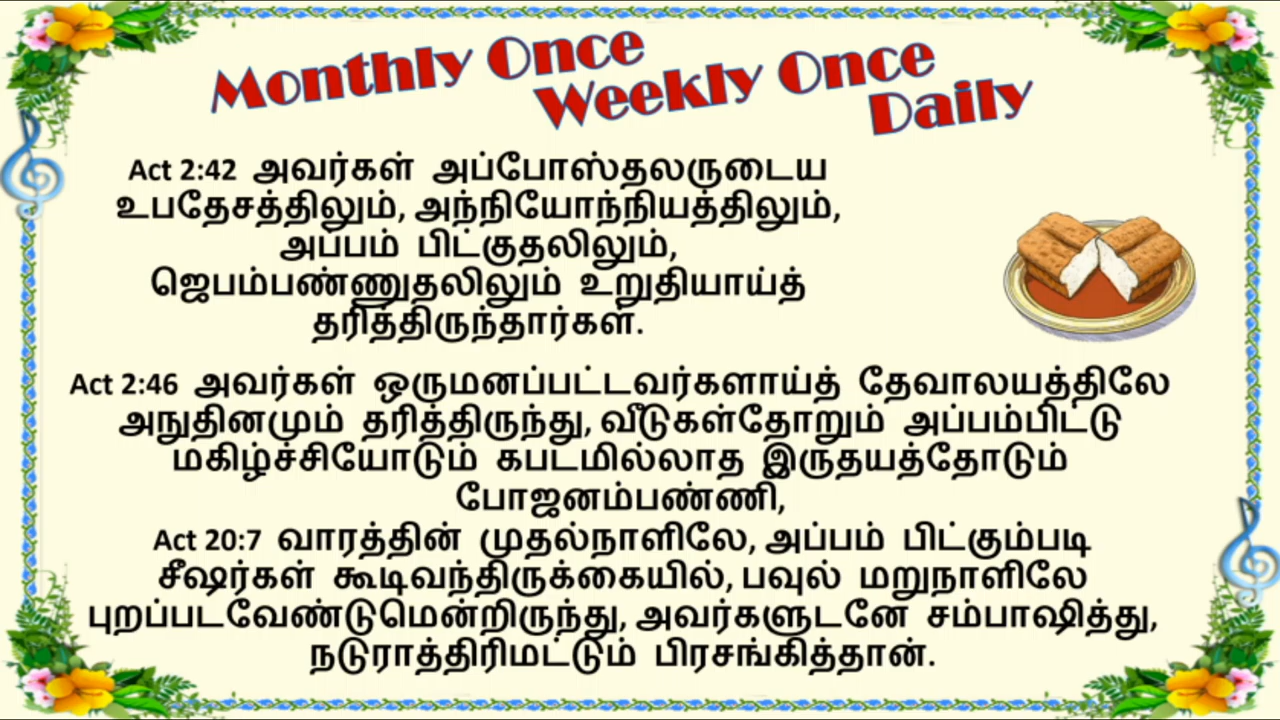 Monthly Once
Weekly Once
Daily
Act 2:42 அவர்கள் அப்போஸ்தலருடைய
உபதேசத்திலும், அந்நியோந்நியத்திலும்,
அப்பம் பிட்குதலிலும்,
ஜெபம்பண்ணுதலிலும் உறுதியாய்த்
தரித்திருந்தார்கள்.
Act 2:46 அவர்கள் ஒருமனப்பட்டவர்களாய்த் தேவாலயத்திலே
அநுதினமும் தரித்திருந்து, வீடுகள்தோறும் அப்பம்பிட்டு
மகிழ்ச்சியோடும் கபடமில்லாத இருதயத்தோடும்
போஜனம்பண்ணி,
Act 20:7 வாரத்தின் முதல்நாளிலே, அப்பம் பிட்கும்படி
சீஷர்கள் கூடிவந்திருக்கையில், பவுல் மறுநாளிலே
புறப்படவேண்டுமென்றிருந்து, அவர்களுடனே சம்பாஷித்து,
நடுராத்திரிமட்டும் பிரசங்கித்தான்.